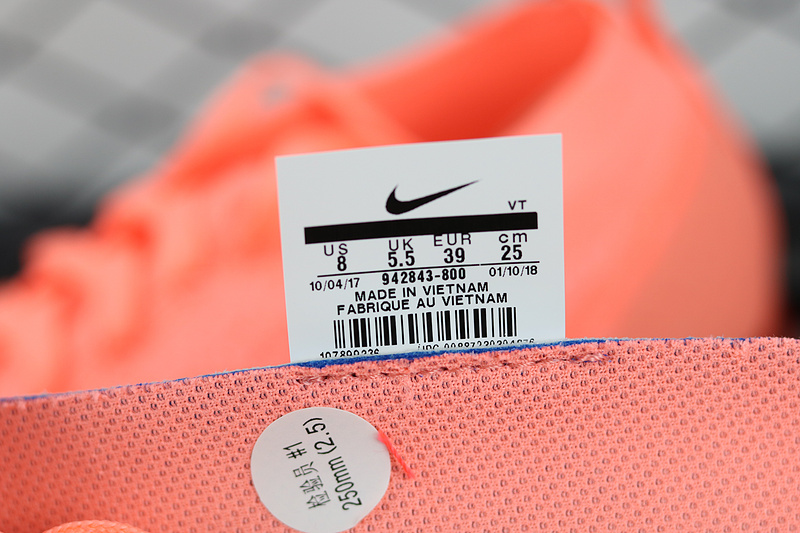 VT
US UK EUR cm
8 5.5 39 25
10/04/17 942843-800 01/10/18
MADE IN VIETNAM
FABRIQUE AU VIETNAM
检验员#1
250mm (2.5)